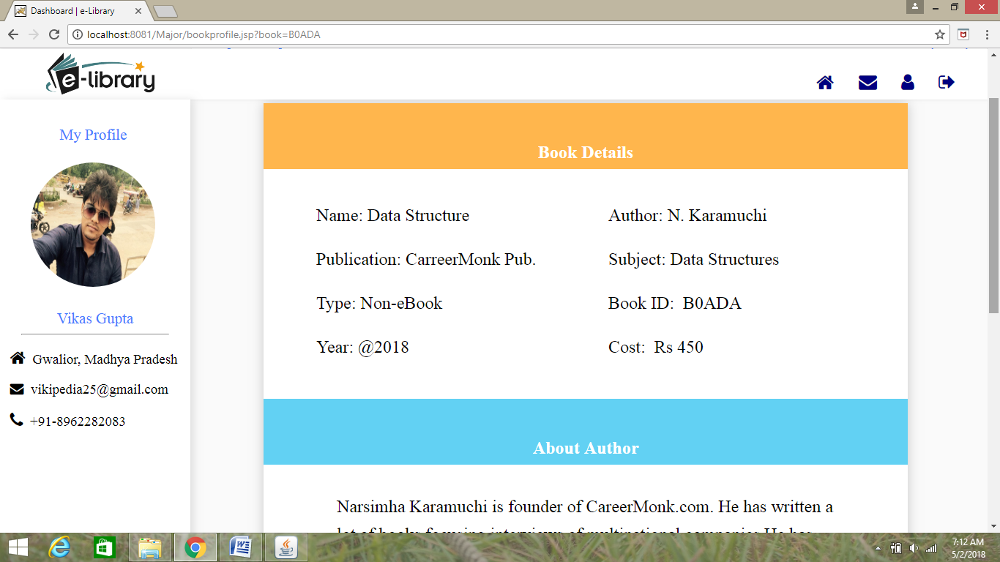 Dashboard | e-Library
localhost:8081/Major/bookprofile.jsp?book=B0ADA
e-library
My Profile
Vikas Gupta
Gwalior, Madhya Pradesh
vikipedia25@gmail.com
+91-8962282083
Book Details
Name: Data Structure
Author: N. Karamuchi
Publication: CarreerMonk Pub.
Subject: Data Structures
Type: Non-eBook
Book ID: B0ADA
Year: @2018
Cost: Rs 450
About Author
Narsimha Karamuchi is founder of CareerMonk.com. He has written a
7:12 AM
5/2/2018